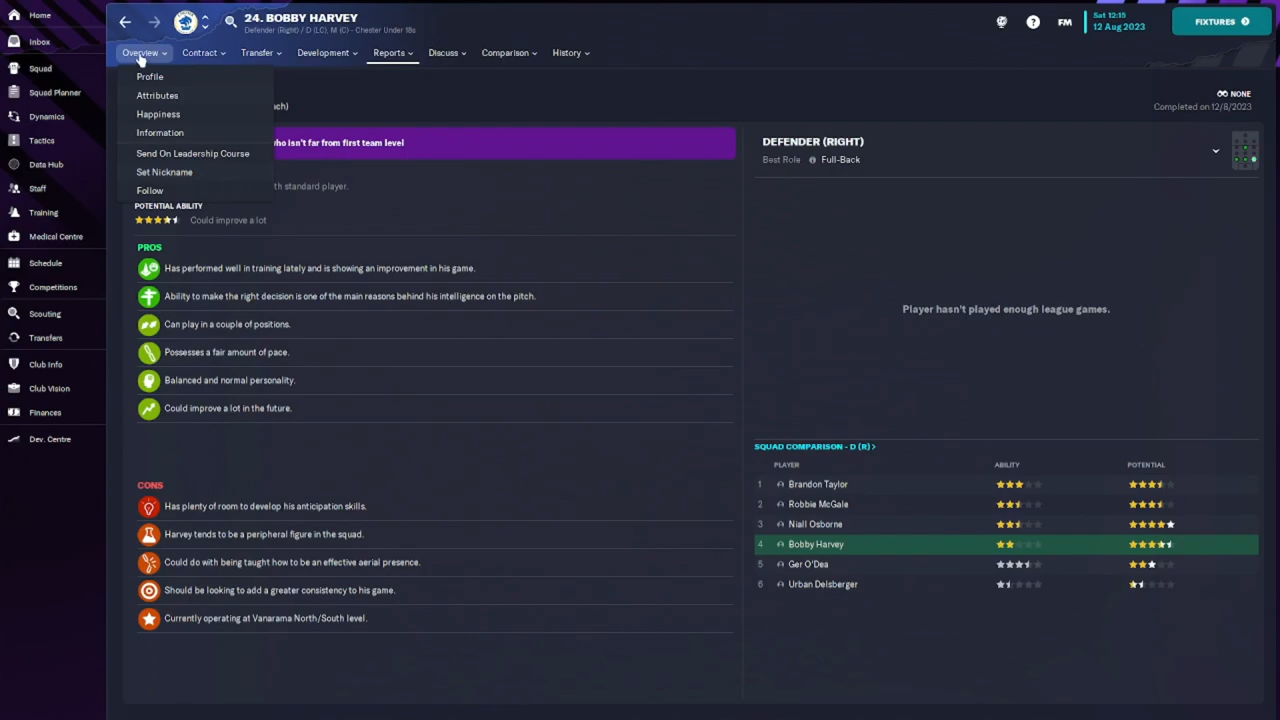 Home
Inbox
Squad
Squad Planner
Dynamics
Tactics
Data Hub
Staff
Training
Medical Centre
Schedule
Competitions
Scouting
Transfers
Club Info
Club Vision
Finances
Dev. Centre
24. BOBBY HARVEY
Defender (Right) / D (LC), M (C) - Chester Under 18s
FM
Sat 12:15
12 Aug 2023
FIXTURES
Overview
Contract
Transfer
Development
Reports
Discuss
Comparison
History
Profile
Attributes
Happiness
Information
Send On Leadership Course
Set Nickname
Follow
ch)
NONE
Completed on 12/8/2023
ho isn't far from first team level
th standard player.
POTENTIAL ABILITY
Could improve a lot
PROS
Has performed well in training lately and is showing an improvement in his game.
Ability to make the right decision is one of the main reasons behind his intelligence on the pitch.
Can play in a couple of positions.
Possesses a fair amount of pace.
Balanced and normal personality.
Could improve a lot in the future.
CONS
Has plenty of room to develop his anticipation skills.
Harvey tends to be a peripheral figure in the squad.
Could do with being taught how to be an effective aerial presence.
Should be looking to add a greater consistency to his game.
Currently operating at Vanarama North/South level.
DEFENDER (RIGHT)
Best Role Full-Back
Player hasn't played enough league games.
SQUAD COMPARISON - D (R) >
PLAYER ABILITY POTENTIAL
1 Brandon Taylor
2 Robbie McGale
3 Niall Osborne
4 Bobby Harvey
5 Ger O'Dea
6 Urban Delsberger